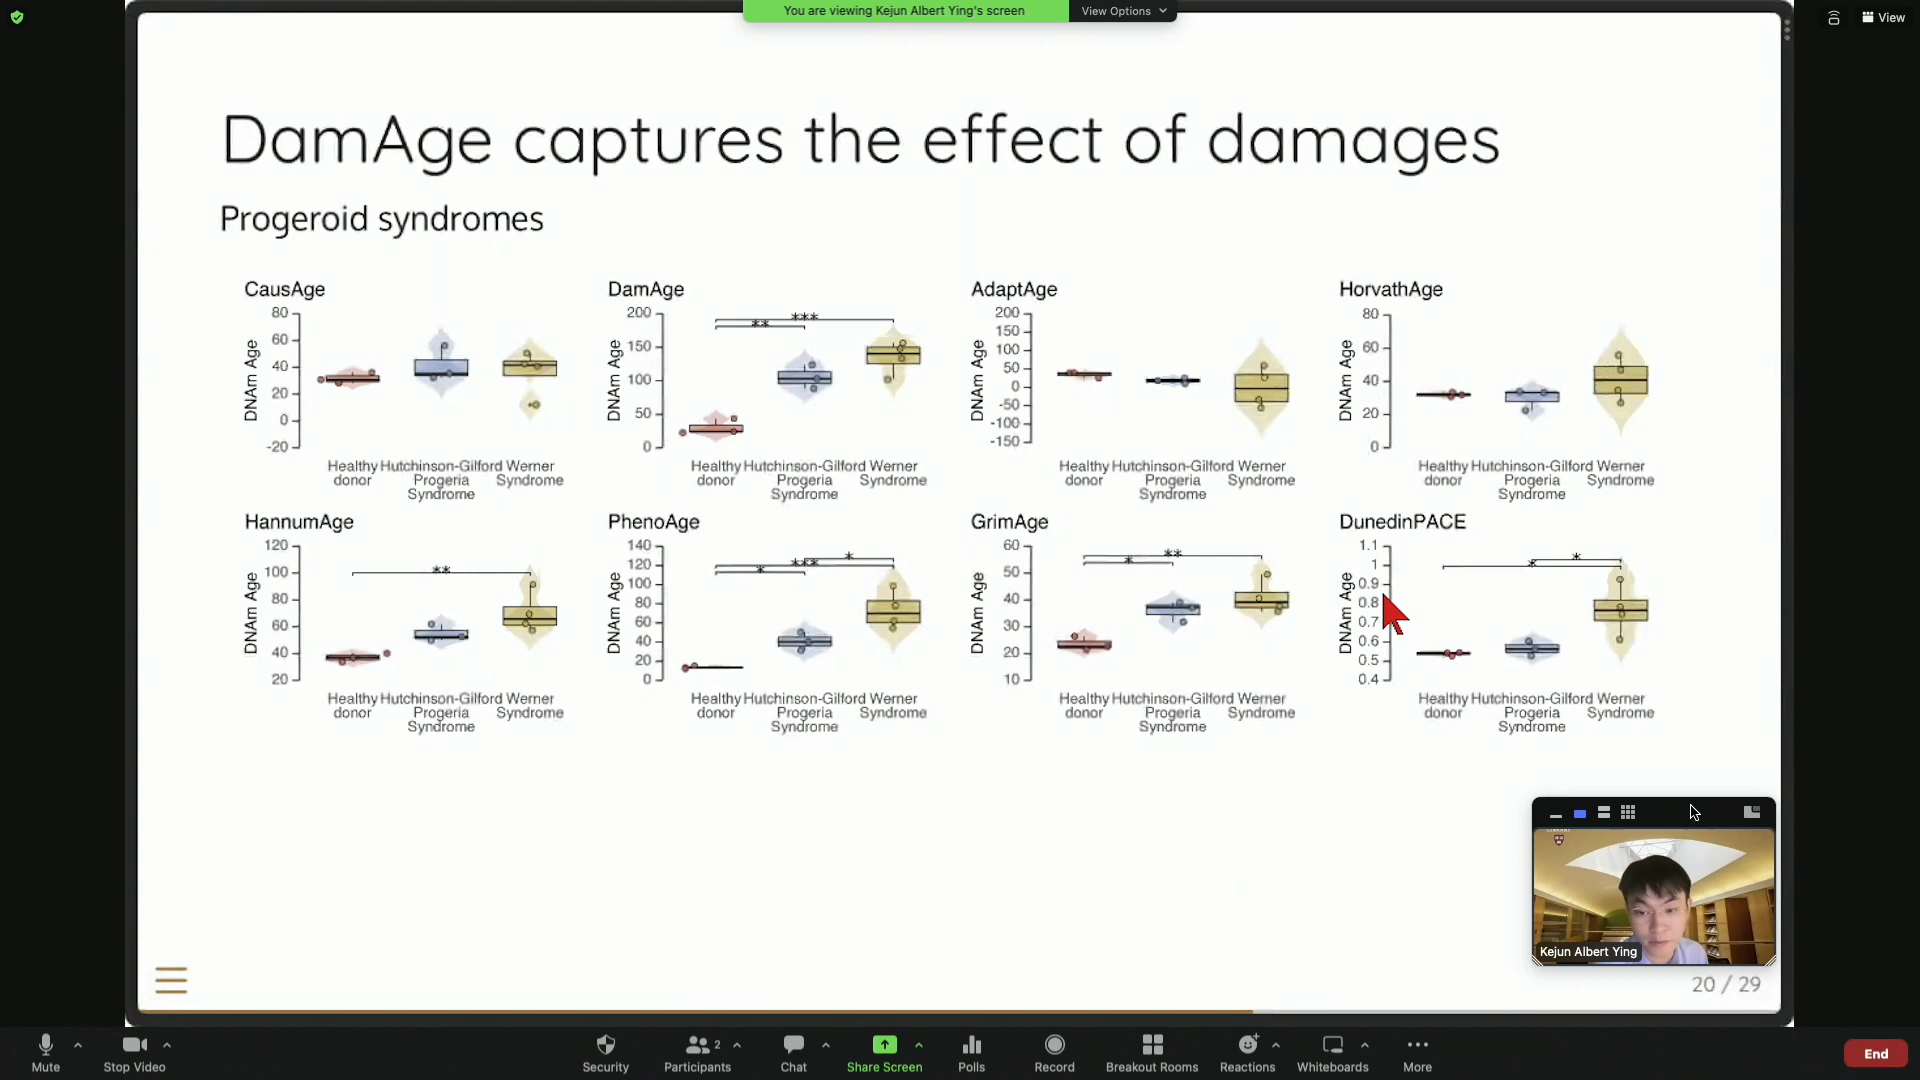 You are viewing Kejun Albert Ying's screen
View Options
View
DamAge captures the effect of damages
Progeroid syndromes
CausAge
DNAm Age
80
60
40
20
0
-20
Healthy donor
Hutchinson-Gilford Progeria Syndrome
Werner Syndrome
DamAge
DNAm Age
200
150
100
50
0
***
**
Healthy donor
Hutchinson-Gilford Progeria Syndrome
Werner Syndrome
AdaptAge
DNAm Age
200
150
100
50
0
-50
-100
-150
Healthy donor
Hutchinson-Gilford Progeria Syndrome
Werner Syndrome
HorvathAge
DNAm Age
80
60
40
20
0
Healthy donor
Hutchinson-Gilford Progeria Syndrome
Werner Syndrome
HannumAge
DNAm Age
120
100
80
60
40
20
**
Healthy donor
Hutchinson-Gilford Progeria Syndrome
Werner Syndrome
PhenoAge
DNAm Age
140
120
100
80
60
40
20
0
*
***
*
Healthy donor
Hutchinson-Gilford Progeria Syndrome
Werner Syndrome
GrimAge
DNAm Age
60
50
40
30
20
10
**
*
Healthy donor
Hutchinson-Gilford Progeria Syndrome
Werner Syndrome
DunedinPACE
DNAm Age
1.1
1
0.9
0.8
0.7
0.6
0.5
0.4
*
*
Healthy donor
Hutchinson-Gilford Progeria Syndrome
Werner Syndrome
Kejun Albert Ying
20 / 29
Mute
Stop Video
Security
2
Participants
Chat
Share Screen
Polls
Record
Breakout Rooms
Reactions
Whiteboards
More
End